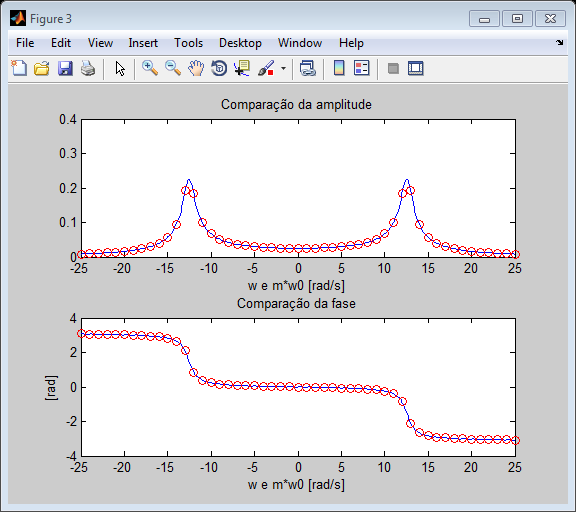 Figure 3
File Edit View Insert Tools Desktop Window Help
Comparação da amplitude
0.4
0.3
0.2
0.1
0
-25 -20 -15 -10 -5 0 5 10 15 20 25
w e m*w0 [rad/s]
Comparação da fase
4
2
0
-2
-4
[rad]
-25 -20 -15 -10 -5 0 5 10 15 20 25
w e m*w0 [rad/s]